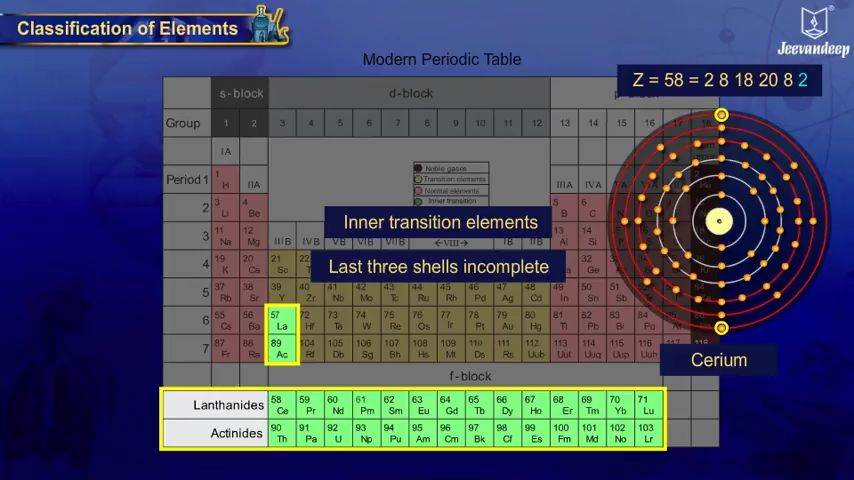 Classification of Elements
Jeevandeep
Modern Periodic Table
Z = 58 = 2 8 18 20 8 2
s-block d-block
Group 1 2 3 4 5 6 7 8 9 10 11 12 13 14 15 16
IA
Noble gases
Transition elements
Normal elements
Inner transition
Period 1 1 H IIA IIIA IVA
2 3 Li 4 Be 5 B 6 C
Inner transition elements
3 11 Na 12 Mg IIIB IVB VB VIB VIIB VIII IB IIB 13 Al 14 Si
Last three shells incomplete
4 19 K 20 Ca 21 Sc 22 32 Ge
5 37 Rb 38 Sr 39 Y 40 Zr 41 Nb 42 Mo 43 Tc 44 Ru 45 Rh 46 Pd 47 Ag 48 Cd 49 In 50 Sn 51 Sb
6 55 Cs 56 Ba 57 La 72 Hf 73 Ta 74 W 75 Re 76 Os 77 Ir 78 Pt 79 Au 80 Hg 81 Ti 82 Pb 83 Bi 84 Po
7 87 Fr 88 Ra 89 Ac 104 Rf 105 Db 106 Sg 107 Bh 108 Hs 109 Mt 110 Ds 111 Rs 112 Uub 113 Uut 114 Uuq 115 Uup 116 Uuh 117 118
Cerium
f-block
Lanthanides 58 Ce 59 Pr 60 Nd 61 Pm 62 Sm 63 Eu 64 Gd 65 Tb 66 Dy 67 Ho 68 Er 69 Tm 70 Yb 71 Lu
Actinides 90 Th 91 Pa 92 U 93 Np 94 Pu 95 Am 96 Cm 97 Bk 98 Cf 99 Es 100 Fm 101 Md 102 No 103 Lr